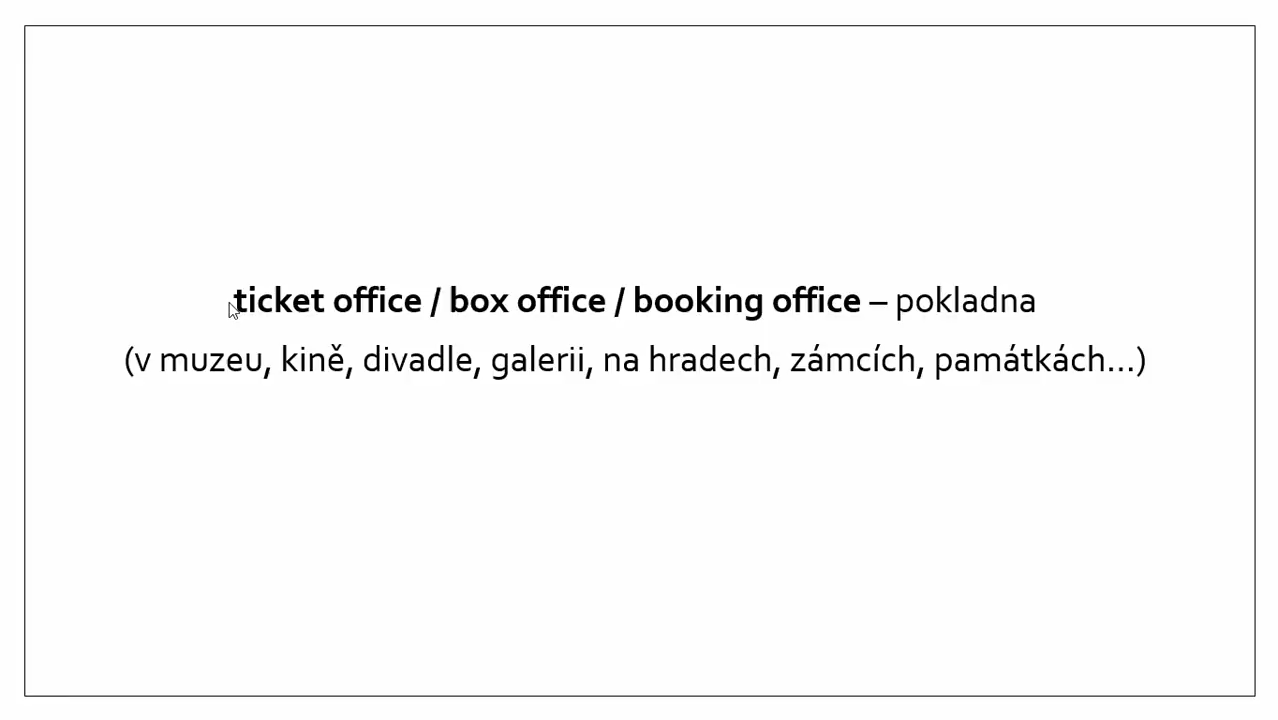 ticket office / box office / booking office – pokladna
(v muzeu, kině, divadle, galerii, na hradech, zámcích, památkách...)